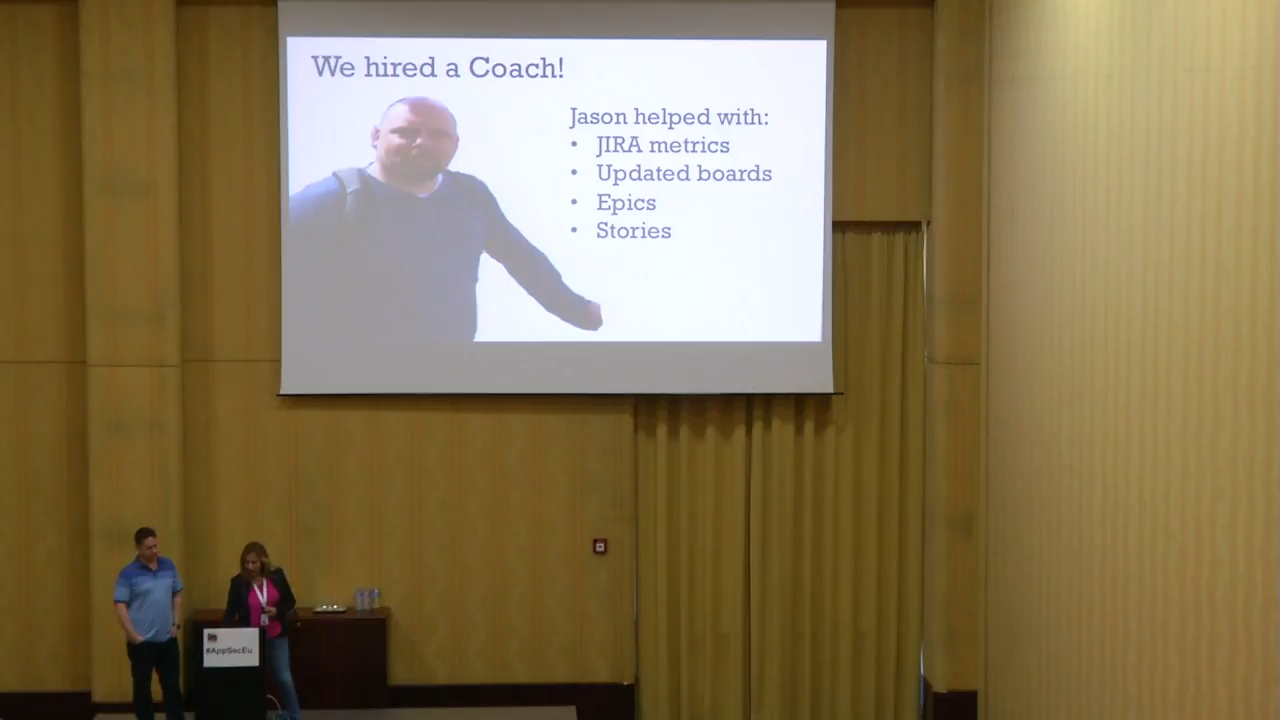 We hired a Coach!
Jason helped with:
• JIRA metrics
• Updated boards
• Epics
• Stories
#AppSecEu